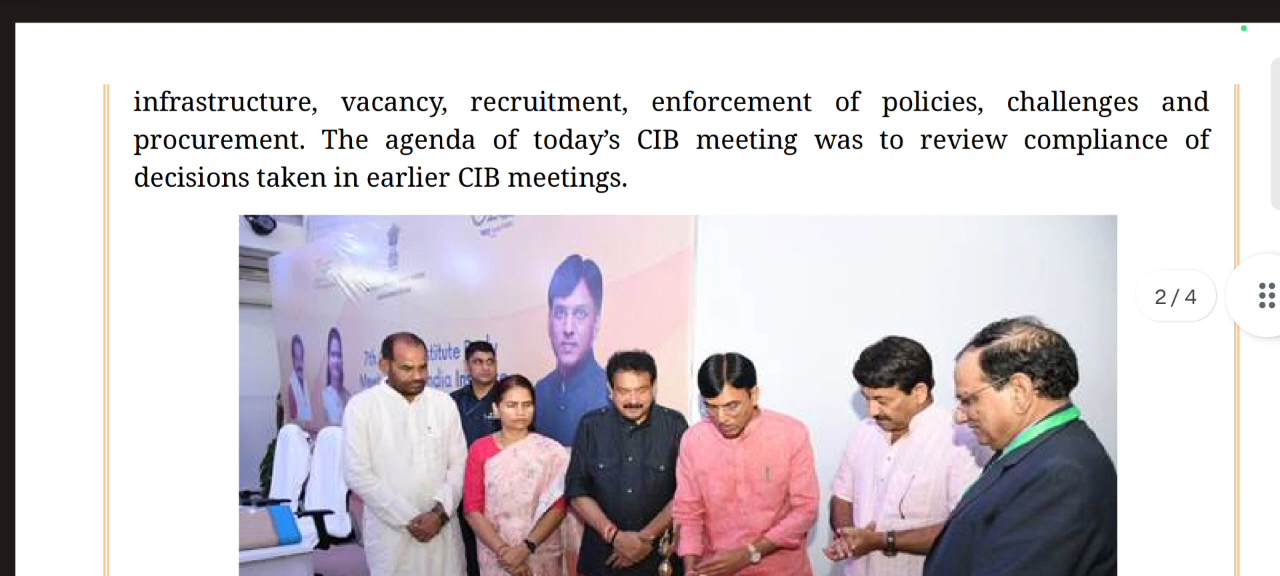 infrastructure, vacancy, recruitment, enforcement of policies, challenges and
procurement. The agenda of today’s CIB meeting was to review compliance of
decisions taken in earlier CIB meetings.
2 / 4
7th